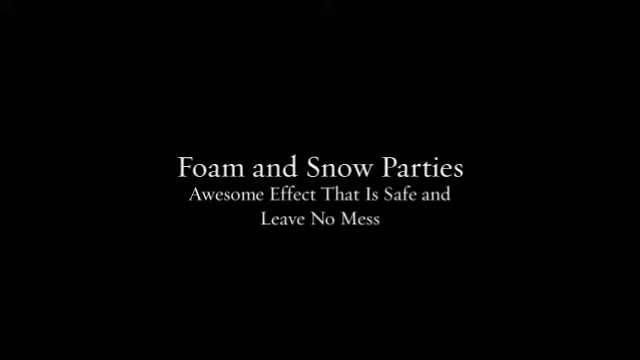 Foam and Snow Parties
Awesome Effect That Is Safe and
Leave No Mess